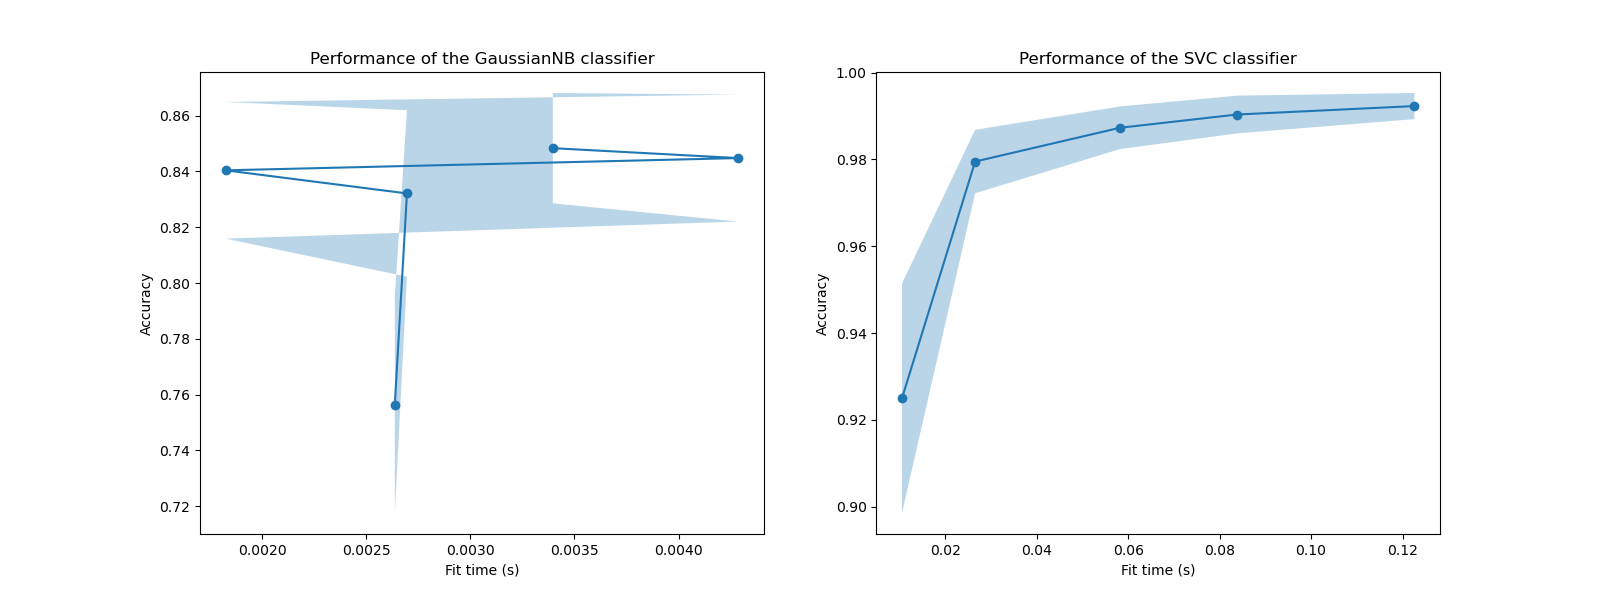 Performance of the GaussianNB classifier
0.86
0.84
0.82
0.80
0.78
0.76
0.74
0.72
Accuracy
0.0020 0.0025 0.0030 0.0035 0.0040
Fit time (s)
Performance of the SVC classifier
1.00
0.98
0.96
0.94
0.92
0.90
Accuracy
0.02 0.04 0.06 0.08 0.10 0.12
Fit time (s)